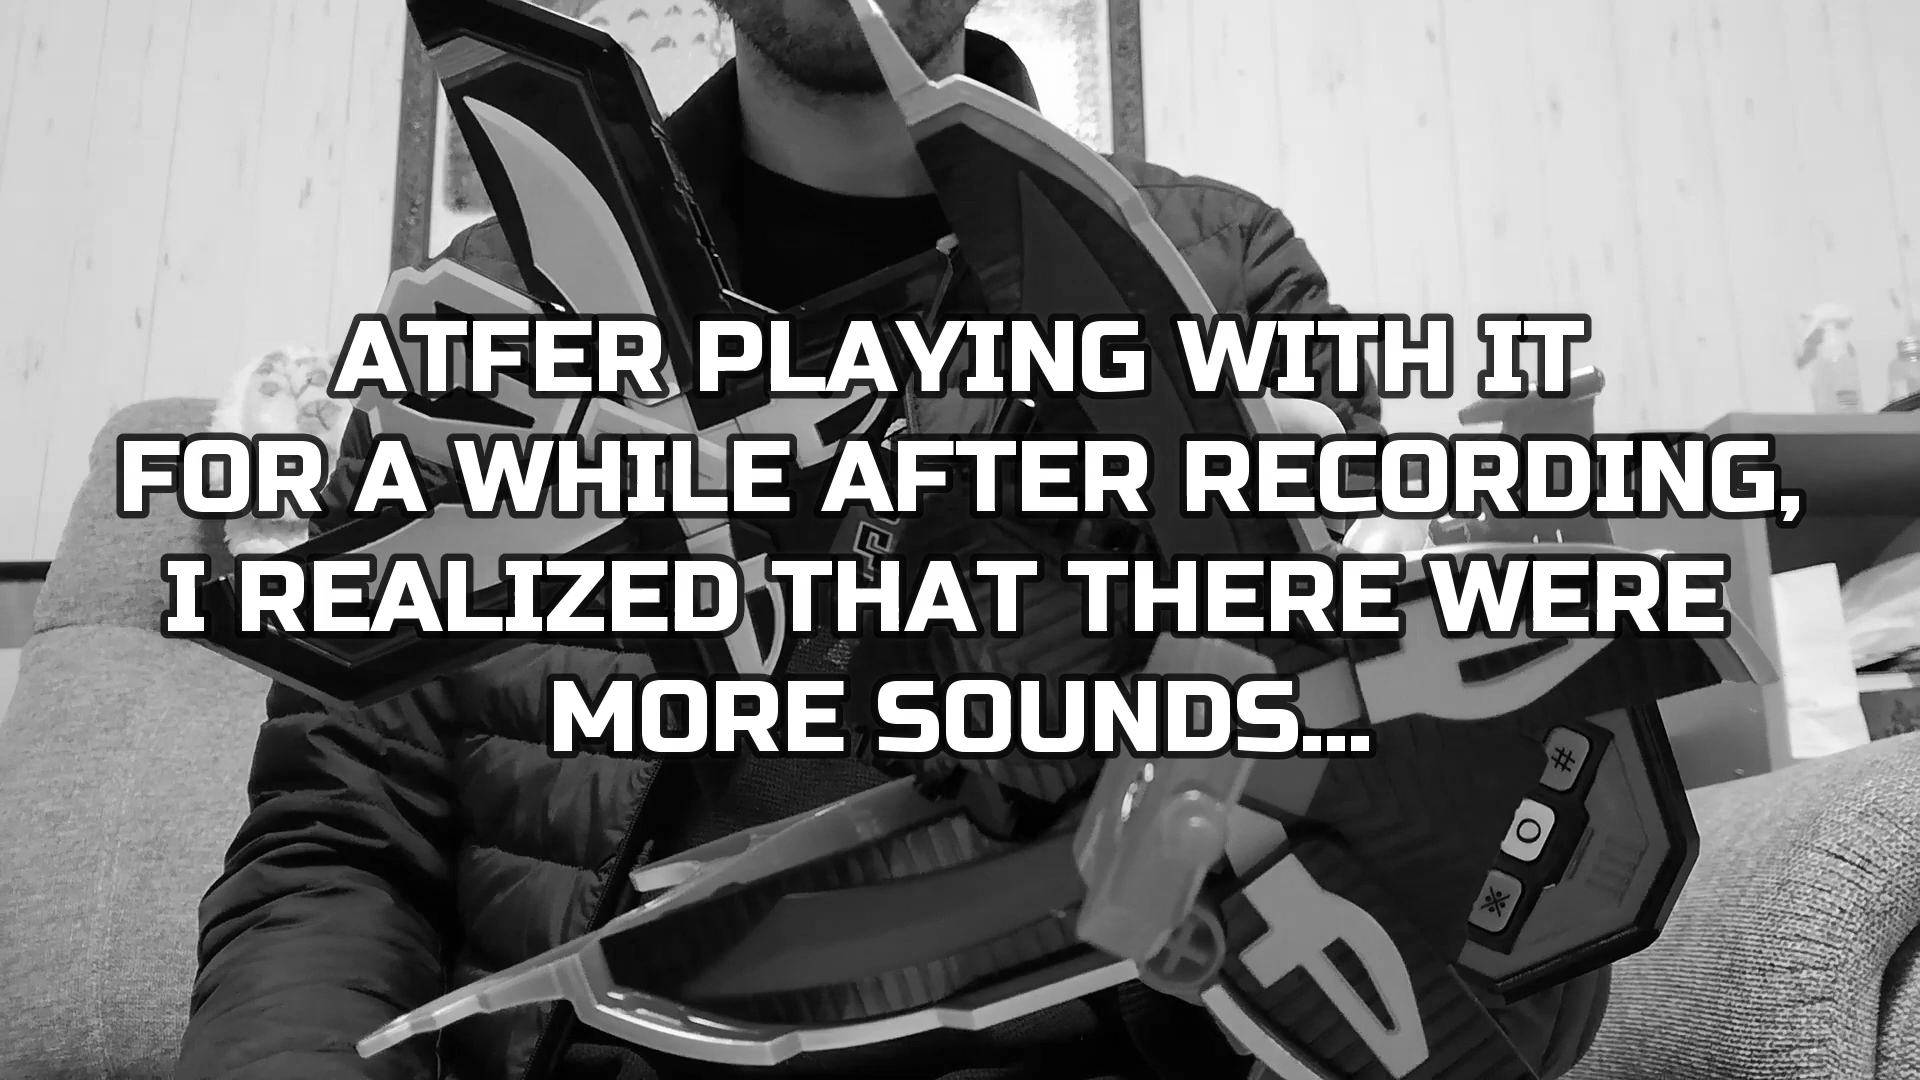 ATFER PLAYING WITH IT
FOR A WHILE AFTER RECORDING,
I REALIZED THAT THERE WERE
MORE SOUNDS...
#
O
※